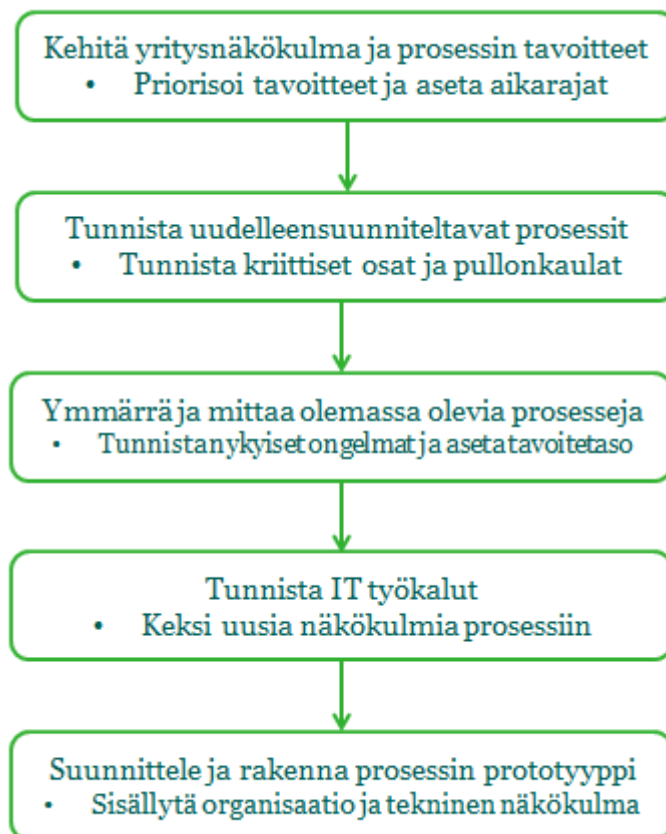 Kehitä yritysnäkökulma ja prosessin tavoitteet
• Priorisoi tavoitteet ja aseta aikarajat
Tunnista uudelleensuunniteltavat prosessit
• Tunnista kriittiset osat ja pullonkaulat
Ymmärrä ja mittaa olemassa olevia prosesseja
• Tunnista nykyiset ongelmat ja aseta tavoitetaso
Tunnista IT työkalut
• Keksi uusia näkökulmia prosessiin
Suunnittele ja rakenna prosessin prototyyppi
• Sisällytä organisaatio ja tekninen näkökulma